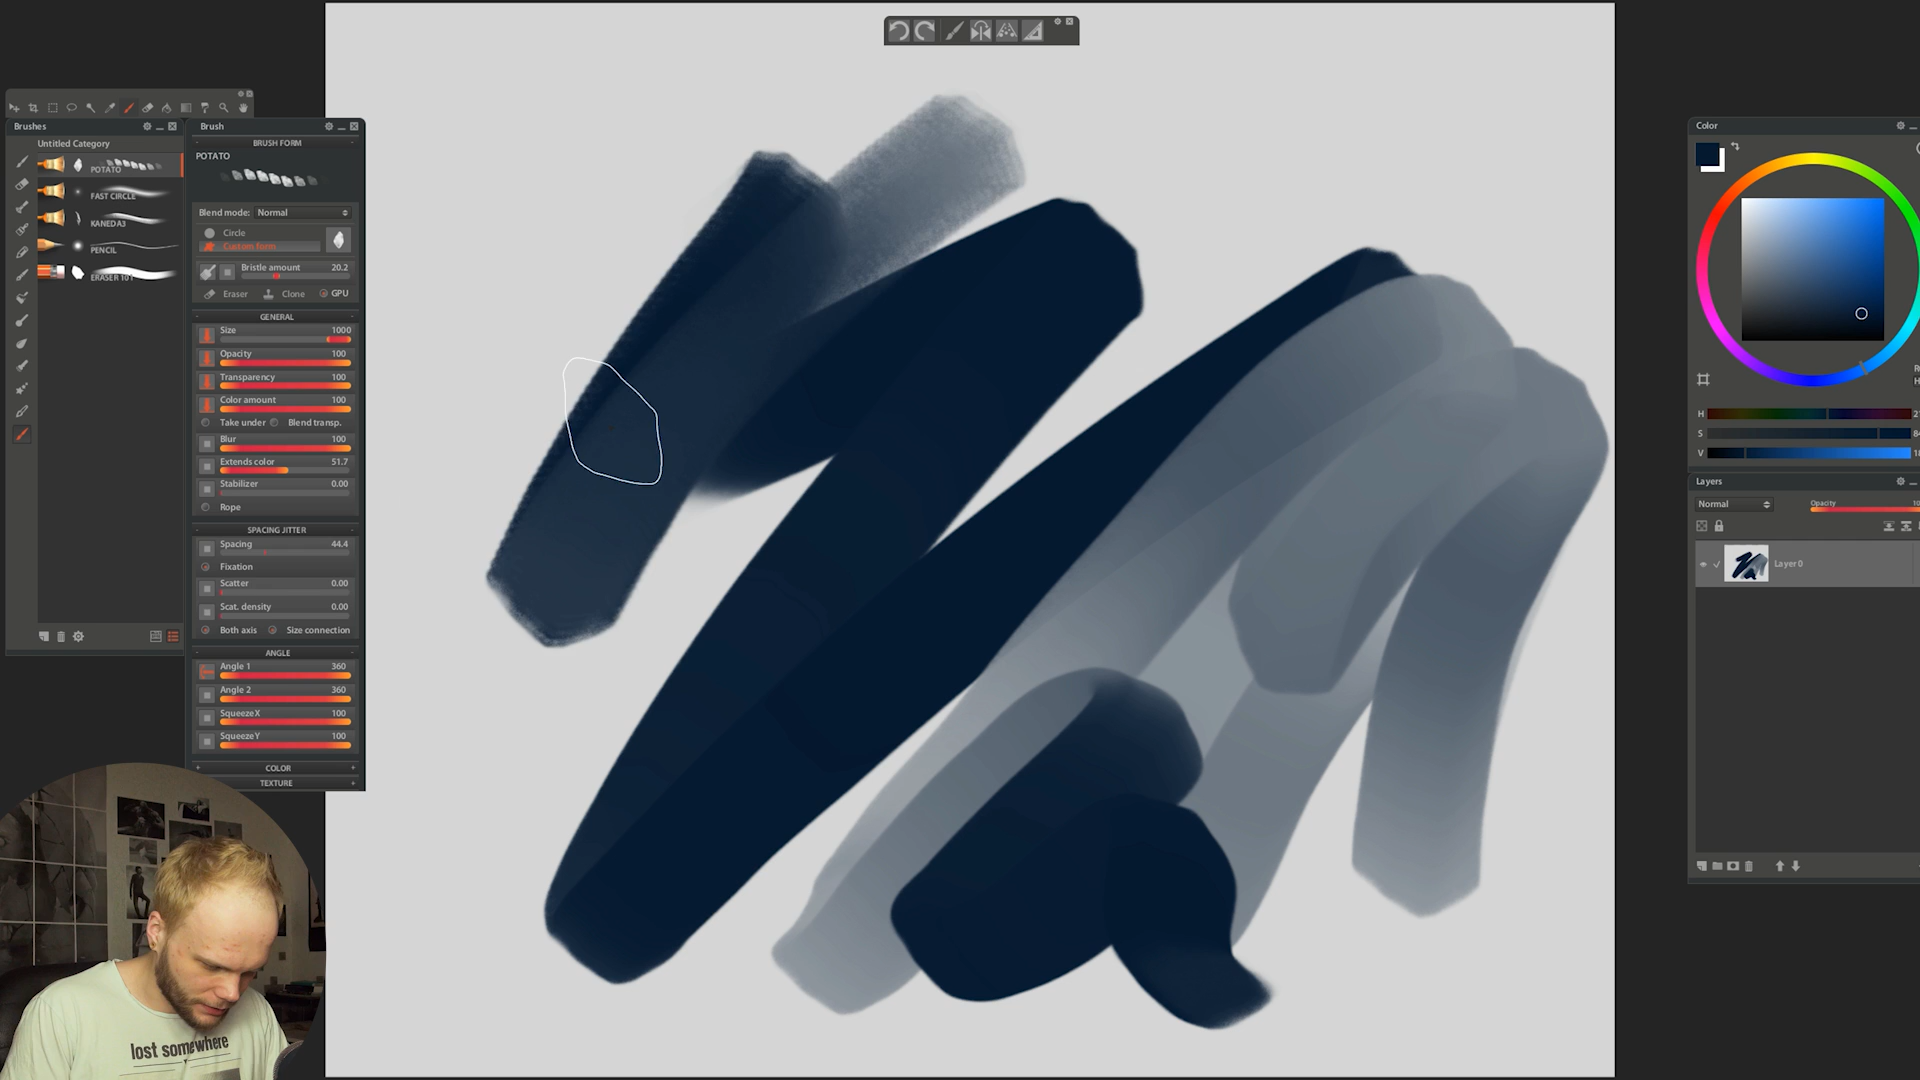 Brushes
Untitled Category
POTATO
FAST CIRCLE
KANEDA3
PENCIL
ERASER 101
Brush
BRUSH FORM
POTATO
Blend mode: Normal
Circle
Custom form
Bristle amount 20.2
Eraser Clone GPU
GENERAL
Size 1000
Opacity 100
Transparency 100
Color amount 100
Take under Blend transp.
Blur 100
Extends color 51.7
Stabilizer 0.00
Rope
SPACING JITTER
Spacing 44.4
Fixation
Scatter 0.00
Scat. density 0.00
Both axis Size connection
ANGLE
Angle 1 360
Angle 2 360
SqueezeX 100
SqueezeY 100
COLOR
TEXTURE
lost somewhere
Color
H
S
V
Layers
Normal Opacity
Layer 0